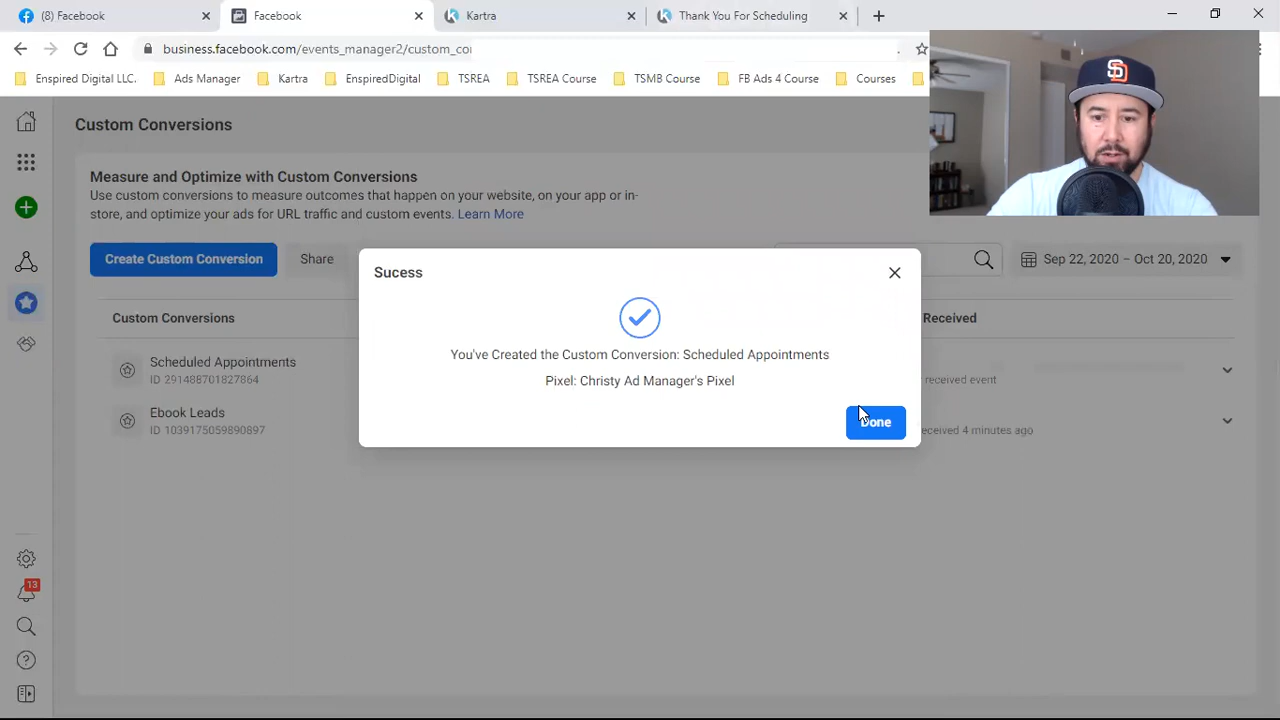 (8) Facebook
Facebook
Kartra
Thank You For Scheduling
business.facebook.com/events_manager2/custom_co
Enspired Digital LLC.
Ads Manager
Kartra
EnspiredDigital
TSREA
TSREA Course
TSMB Course
FB Ads 4 Course
Courses
Custom Conversions
Measure and Optimize with Custom Conversions
Use custom conversions to measure outcomes that happen on your website, on your app or in-
store, and optimize your ads for URL traffic and custom events. Learn More
Create Custom Conversion
Share
Sep 22, 2020 – Oct 20, 2020
Custom Conversions
Received
Scheduled Appointments
ID 291488701827864
received event
Ebook Leads
ID 1039175059890897
eceived 4 minutes ago
Sucess
You've Created the Custom Conversion: Scheduled Appointments
Pixel: Christy Ad Manager's Pixel
Done
13
SD